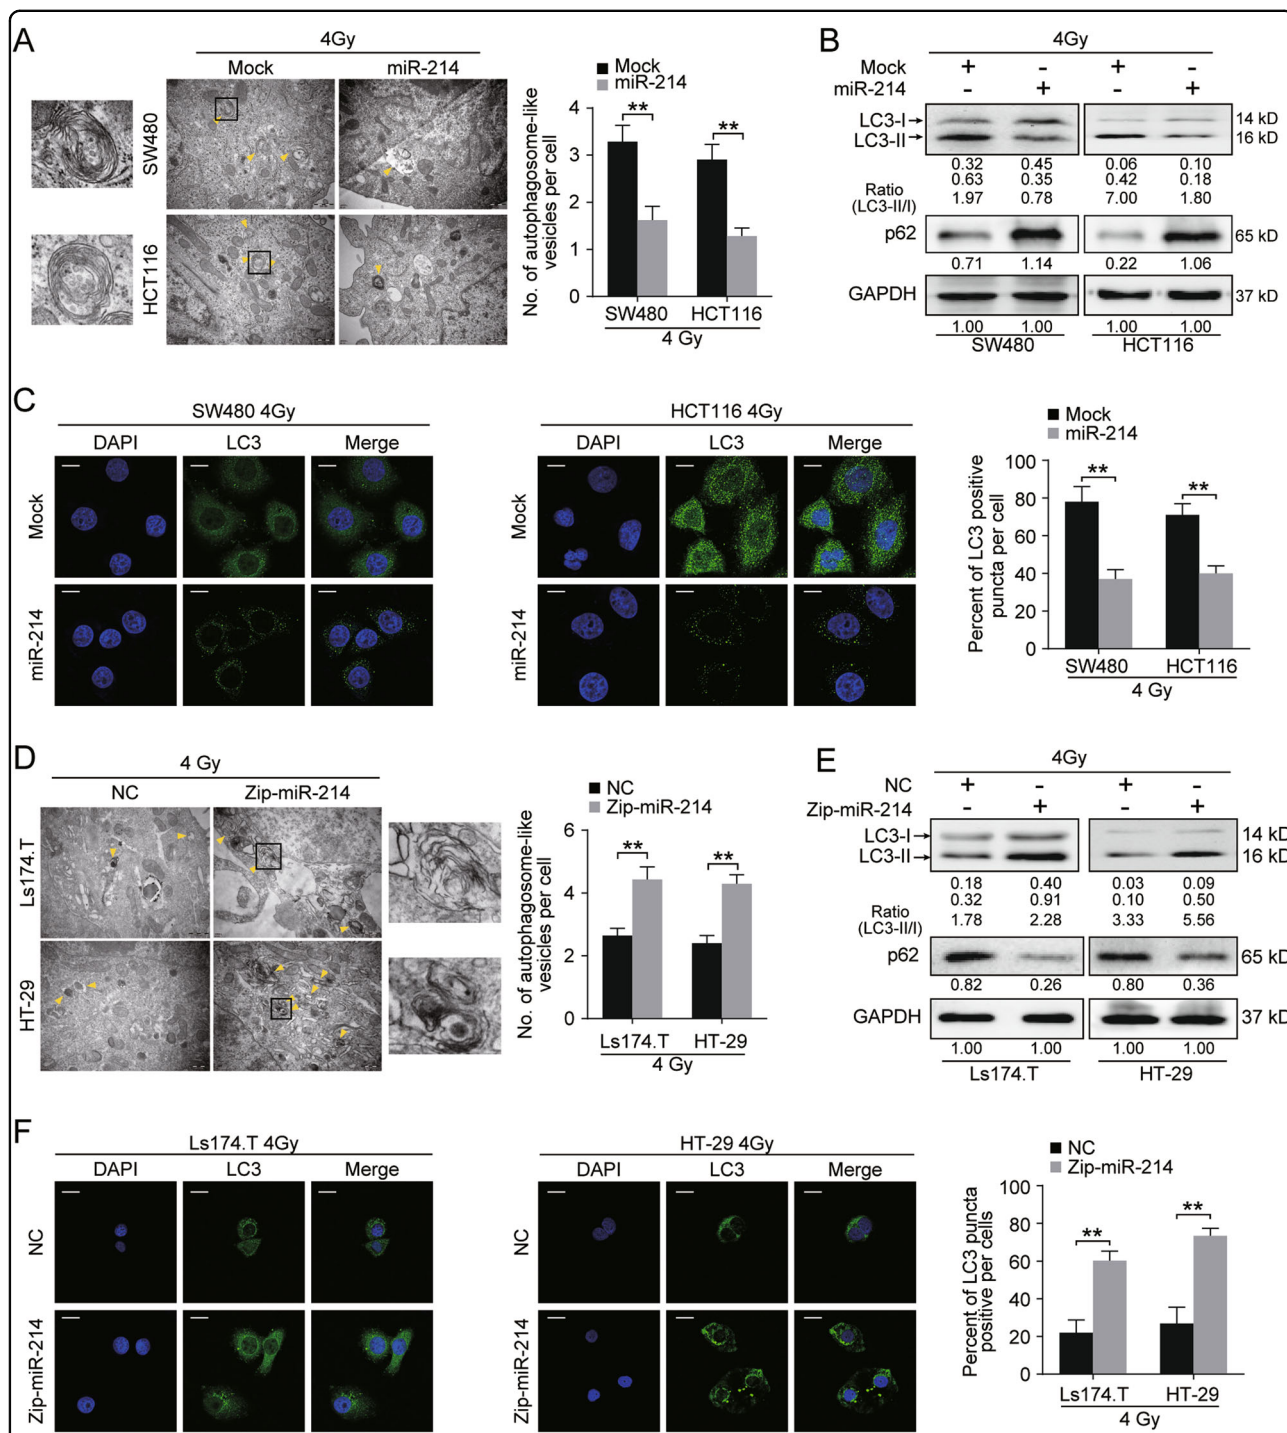 A
4Gy
Mock miR-214
SW480
HCT116
Mock
miR-214
No. of autophagosome-like
vesicles per cell
4
3
2
1
0
** **
SW480 HCT116
4 Gy
B
4Gy
Mock + - + -
miR-214 - + - +
LC3-I 14 kD
LC3-II 16 kD
0.32 0.45 0.06 0.10
0.63 0.35 0.42 0.18
Ratio
(LC3-II/I)
1.97 0.78 7.00 1.80
p62 65 kD
0.71 1.14 0.22 1.06
GAPDH 37 kD
1.00 1.00 1.00 1.00
SW480 HCT116
C
SW480 4Gy
DAPI LC3 Merge
Mock
miR-214
HCT116 4Gy
DAPI LC3 Merge
Mock
miR-214
Mock
miR-214
Percent of LC3 positive
puncta per cell
100
80
60
40
20
0
** **
SW480 HCT116
4 Gy
D
4 Gy
NC Zip-miR-214
Ls174.T
HT-29
NC
Zip-miR-214
No. of autophagosome-like
vesicles per cell
6
4
2
0
** **
Ls174.T HT-29
4 Gy
E
4Gy
NC + - + -
Zip-miR-214 - + - +
LC3-I 14 kD
LC3-II 16 kD
0.18 0.40 0.03 0.09
0.32 0.91 0.10 0.50
Ratio
(LC3-II/I)
1.78 2.28 3.33 5.56
p62 65 kD
0.82 0.26 0.80 0.36
GAPDH 37 kD
1.00 1.00 1.00 1.00
Ls174.T HT-29
F
Ls174.T 4Gy
DAPI LC3 Merge
NC
Zip-miR-214
HT-29 4Gy
DAPI LC3 Merge
NC
Zip-miR-214
NC
Zip-miR-214
Percent of LC3 puncta
positive per cells
100
80
60
40
20
0
** **
Ls174.T HT-29
4 Gy